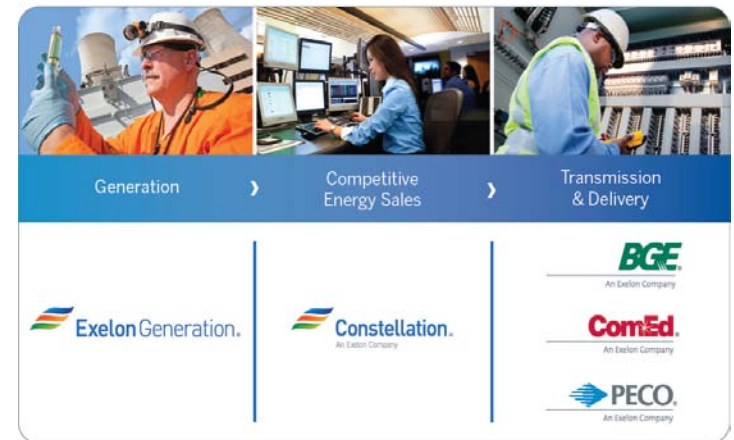 Generation
Competitive
Energy Sales
Transmission
& Delivery
Exelon Generation®
Constellation®
An Exelon Company
BGE®
An Exelon Company
ComEd®
An Exelon Company
PECO®
An Exelon Company